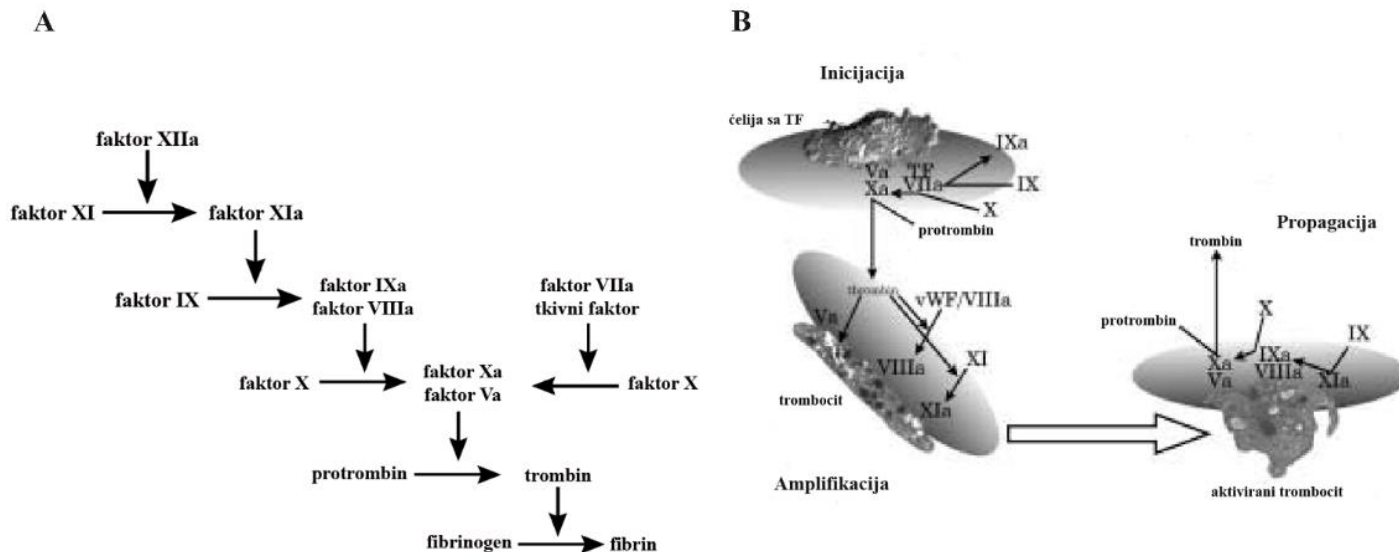 A
faktor XIIa
faktor XI
faktor XIa
faktor IX
faktor IXa
faktor VIIIa
faktor VIIa
tkivni faktor
faktor X
faktor Xa
faktor Va
faktor X
protrombin
trombin
fibrinogen
fibrin
B
Inicijacija
ćelija sa TF
IXa
Va TF
Xa VIIa
IX
X
protrombin
thrombin
vWF/VIIIa
Va
XI
VIIIa
XIa
trombocit
Amplifikacija
Propagacija
trombin
X
protrombin
IX
Xa IXa
Va VIIIa XIa
aktivirani trombocit